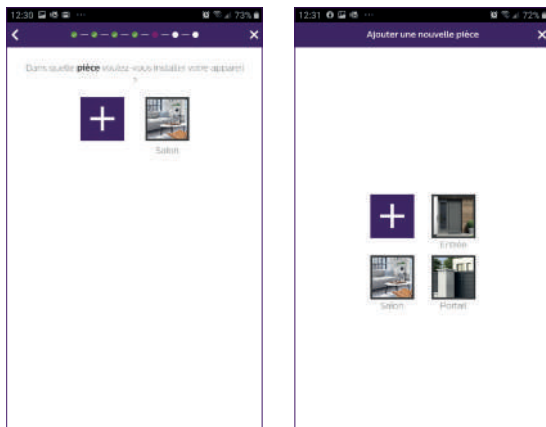 12:30
73%
Dans quelle pièce voulez-vous installer votre appareil
?
Salon
12:31
72%
Ajouter une nouvelle pièce
Entrée
Salon
Portail